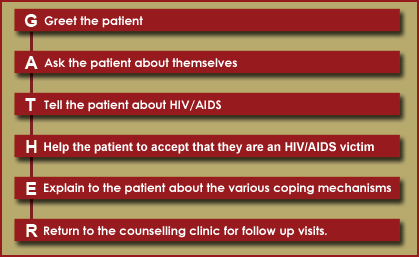 G Greet the patient
A Ask the patient about themselves
T Tell the patient about HIV/AIDS
H Help the patient to accept that they are an HIV/AIDS victim
E Explain to the patient about the various coping mechanisms
R Return to the counselling clinic for follow up visits.